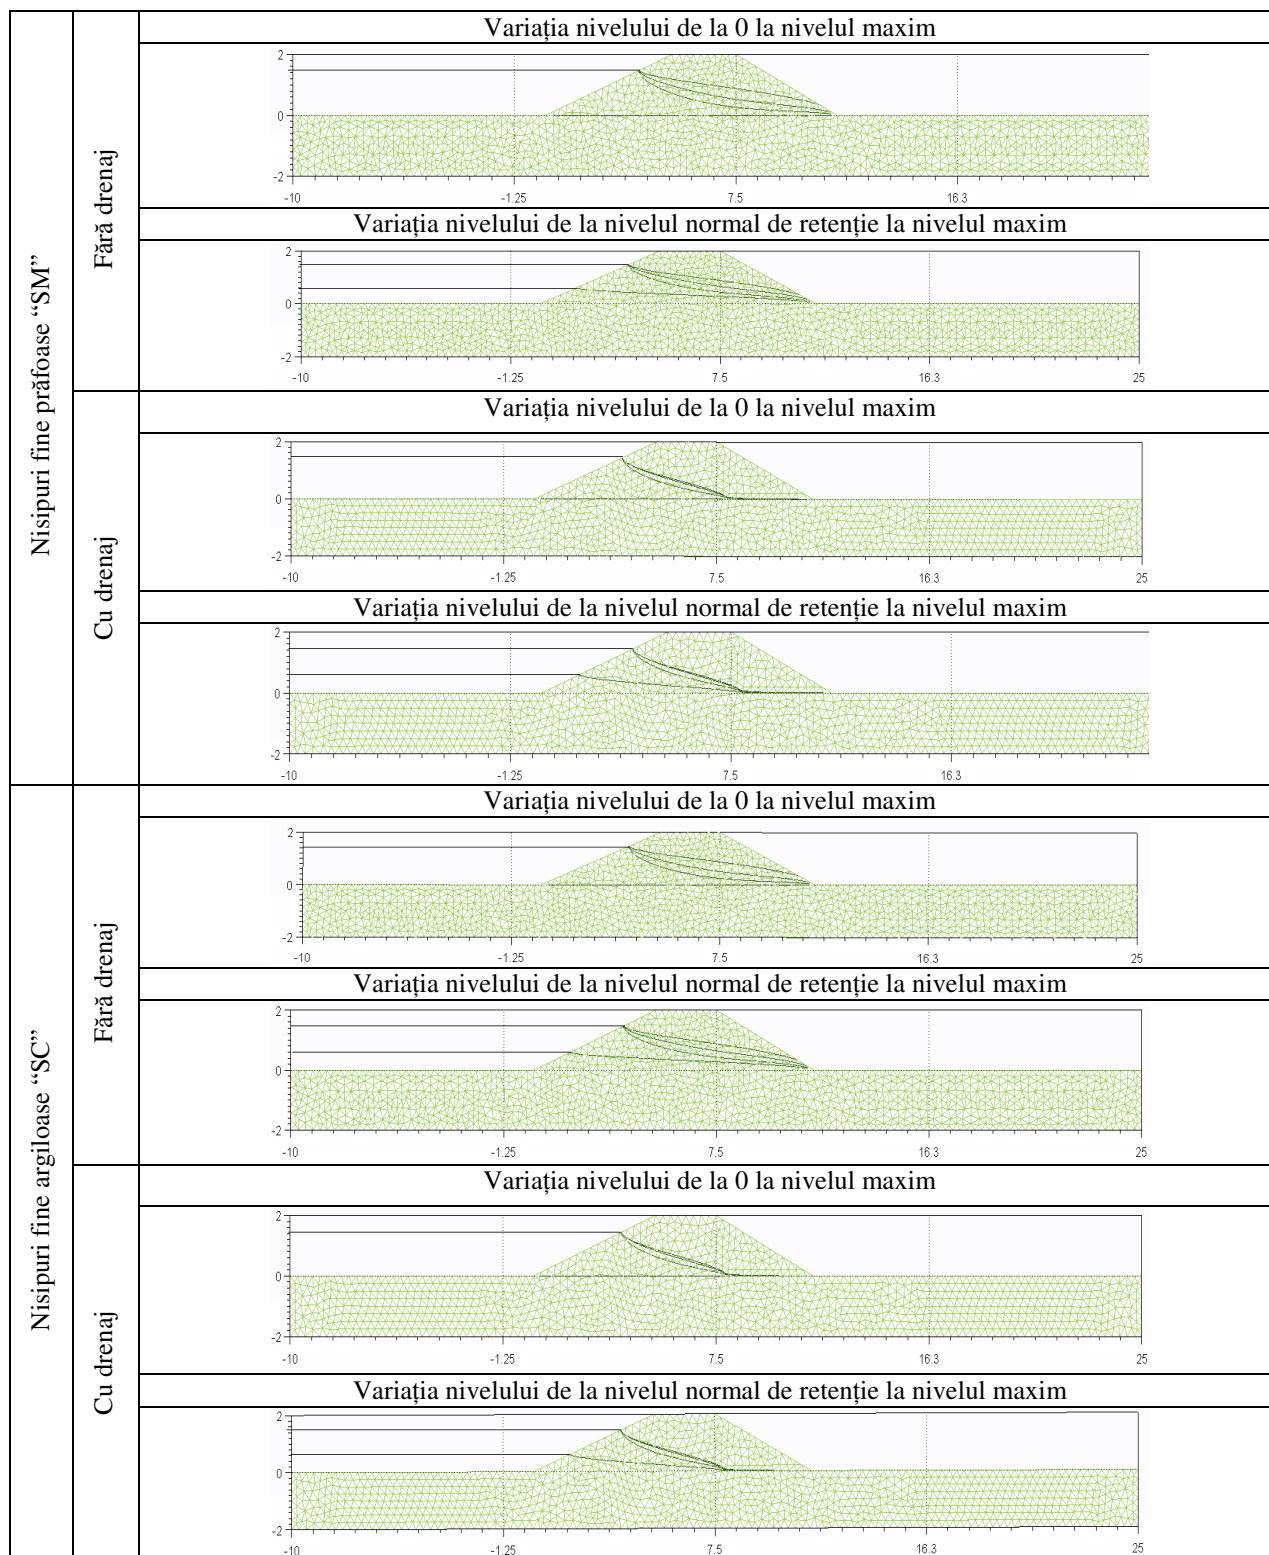 Nisipuri fine prăfoase “SM”
Fără drenaj
Variația nivelului de la 0 la nivelul maxim
2
0
-2
-10 -1.25 7.5 16.3
Variația nivelului de la nivelul normal de retenție la nivelul maxim
2
0
-2
-10 -1.25 7.5 16.3 25
Cu drenaj
Variația nivelului de la 0 la nivelul maxim
2
0
-2
-10 -1.25 7.5 16.3 25
Variația nivelului de la nivelul normal de retenție la nivelul maxim
2
0
-2
-10 -1.25 7.5 16.3
Nisipuri fine argiloase “SC”
Fără drenaj
Variația nivelului de la 0 la nivelul maxim
2
0
-2
-10 -1.25 7.5 16.3 25
Variația nivelului de la nivelul normal de retenție la nivelul maxim
2
0
-2
-10 -1.25 7.5 16.3 25
Cu drenaj
Variația nivelului de la 0 la nivelul maxim
2
0
-2
-10 -1.25 7.5 16.3 25
Variația nivelului de la nivelul normal de retenție la nivelul maxim
2
0
-2
-10 -1.25 7.5 16.3 25